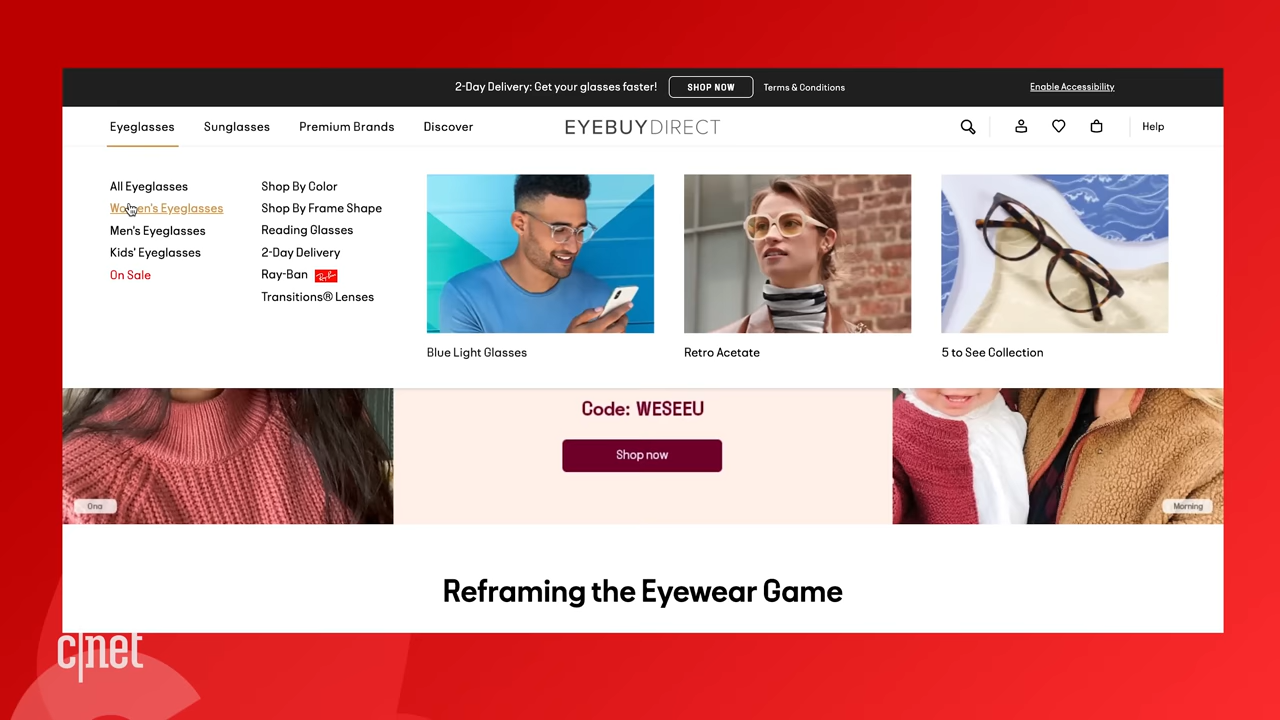 2-Day Delivery: Get your glasses faster! SHOP NOW Terms & Conditions Enable Accessibility
Eyeglasses Sunglasses Premium Brands Discover EYEBUYDIRECT Help
All Eyeglasses
Women's Eyeglasses
Men's Eyeglasses
Kids' Eyeglasses
On Sale
Shop By Color
Shop By Frame Shape
Reading Glasses
2-Day Delivery
Ray-Ban Ray-Ban
Transitions® Lenses
Blue Light Glasses
Retro Acetate
5 to See Collection
Code: WESEEU
Shop now
Ona
Morning
Reframing the Eyewear Game
c|net